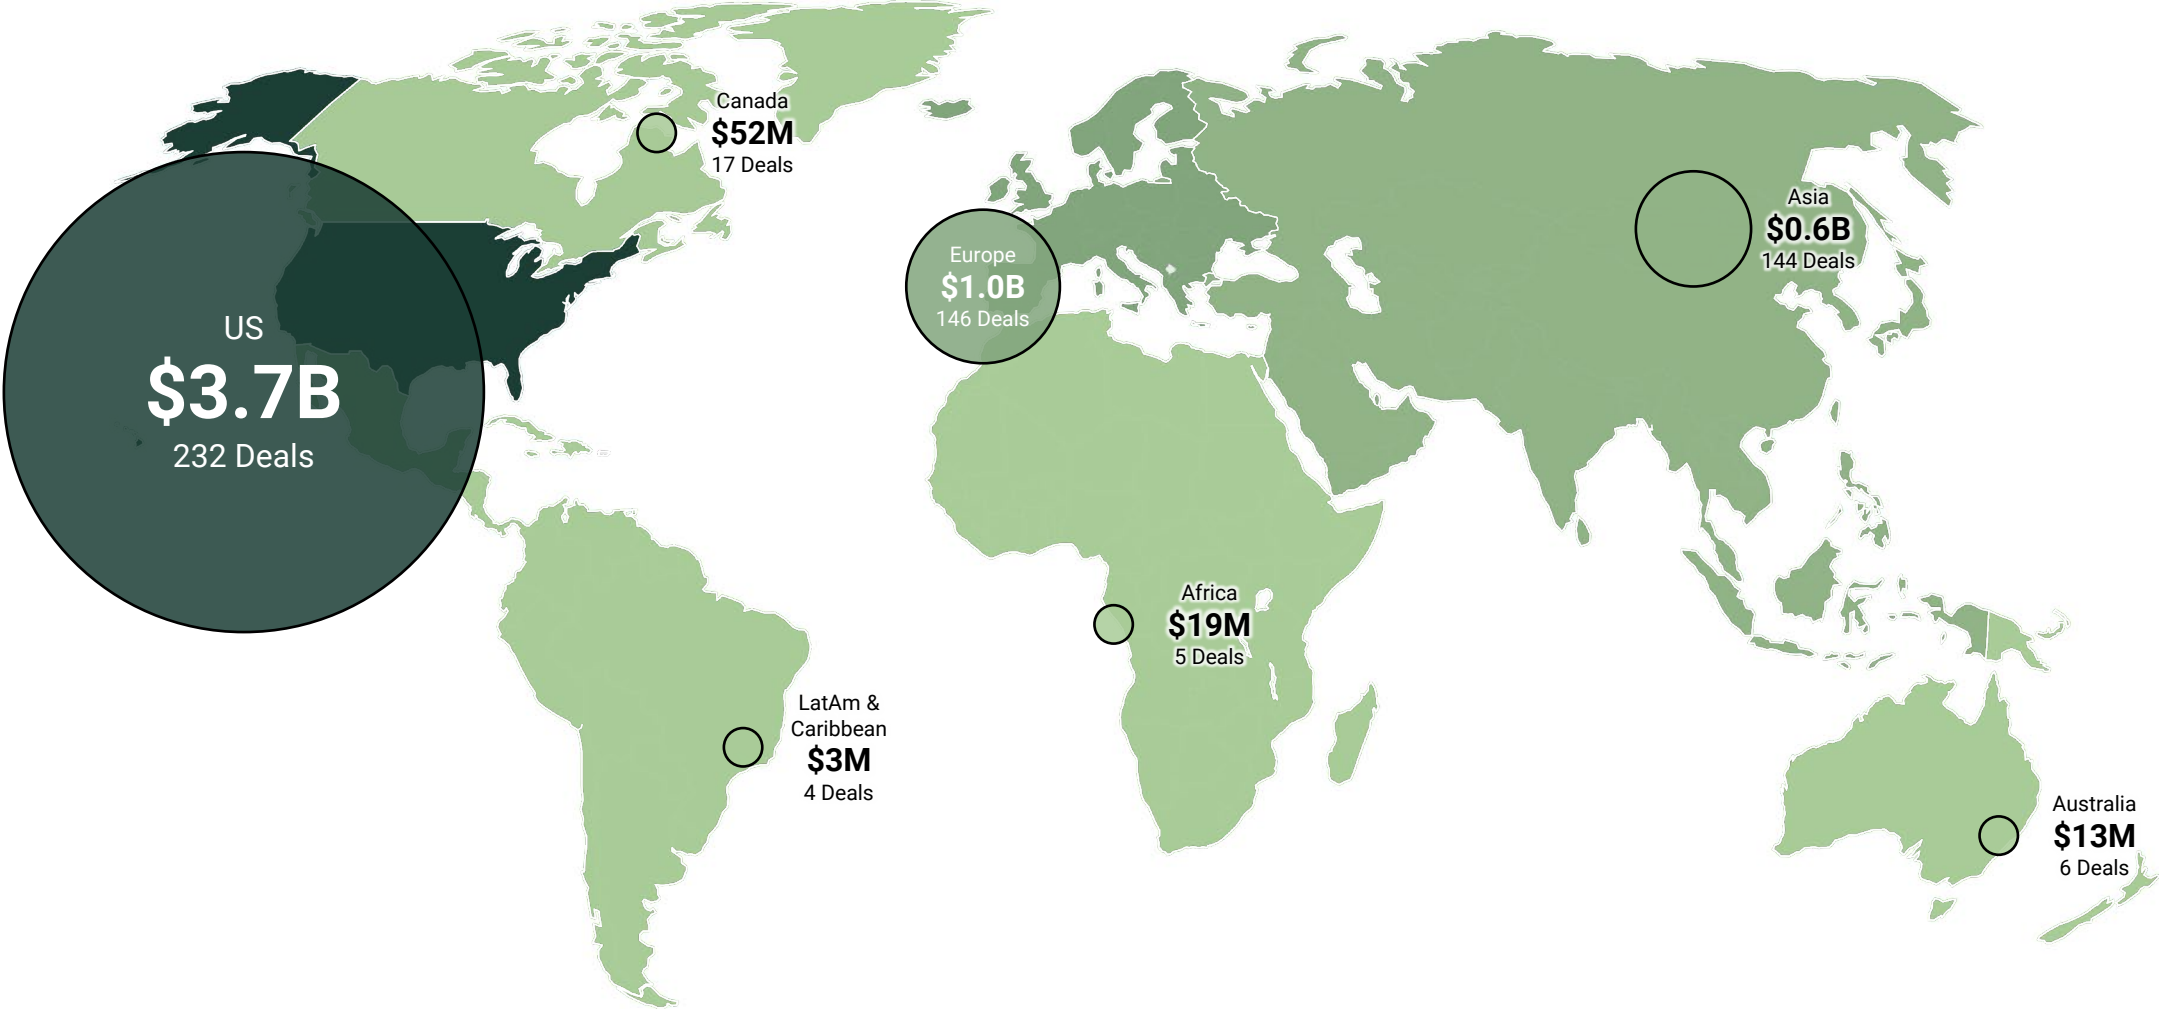 Canada
$52M
17 Deals
Asia
$0.6B
144 Deals
Europe
$1.0B
146 Deals
US
$3.7B
232 Deals
Africa
$19M
5 Deals
LatAm &
Caribbean
$3M
4 Deals
Australia
$13M
6 Deals